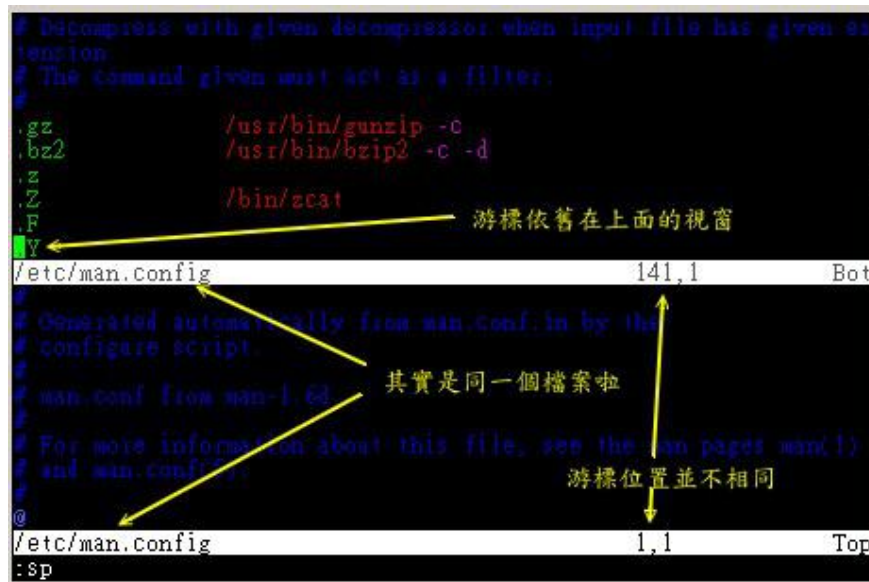 # Decompress with given decompressor when input file has given ex
tension
# The command given must act as a filter.
#
.gz /usr/bin/gunzip -c
.bz2 /usr/bin/bzip2 -c -d
.z
.Z /bin/zcat
.F
游標依舊在上面的視窗
.Y
/etc/man.config 141,1 Bot
#
# Generated automatically from man.conf.in by the
# configure script.
#
其實是同一個檔案啦
# man.conf from man-1.6d
#
# For more information about this file, see the man pages man(1)
# and man.conf(5).
游標位置並不相同
#
@
/etc/man.config 1,1 Top
:sp